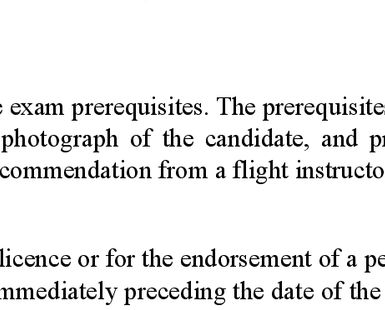 exam prerequisites. The prerequisites
photograph of the candidate, and
commendation from a flight instructo
licence or for the endorsement of a pe
mmediately preceding the date of the